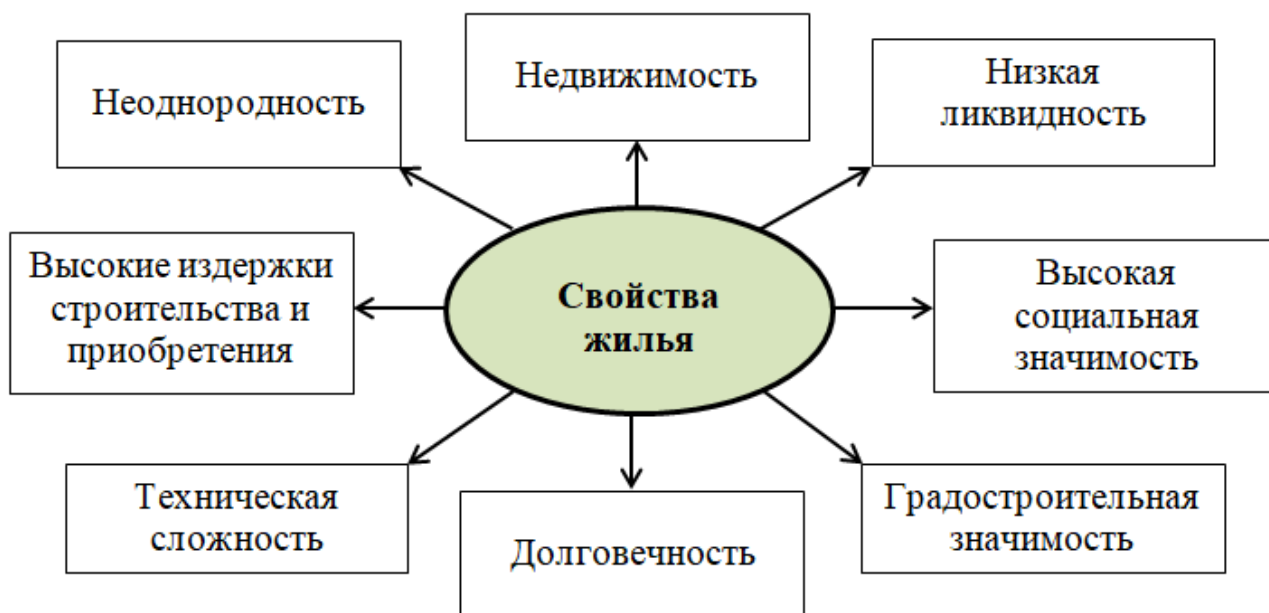 Неоднородность
Недвижимость
Низкая
ликвидность
Высокие издержки
строительства и
приобретения
Свойства
жилья
Высокая
социальная
значимость
Техническая
сложность
Долговечность
Градостроительная
значимость